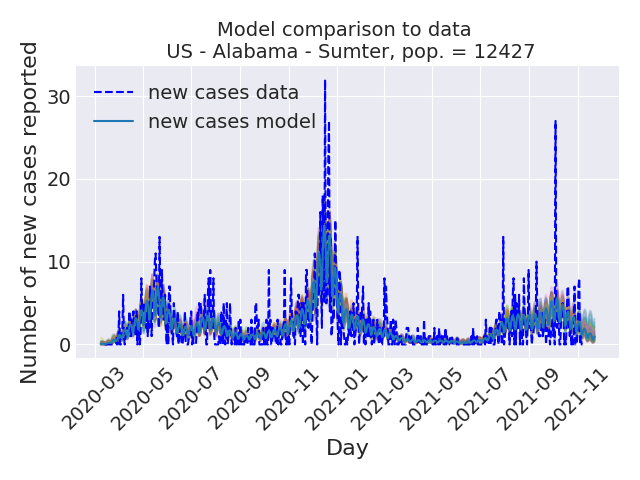 Model comparison to data
US - Alabama - Sumter, pop. = 12427
Number of new cases reported
30
20
10
0
new cases data
new cases model
2020-03
2020-05
2020-07
2020-09
2020-11
2021-01
2021-03
2021-05
2021-07
2021-09
2021-11
Day